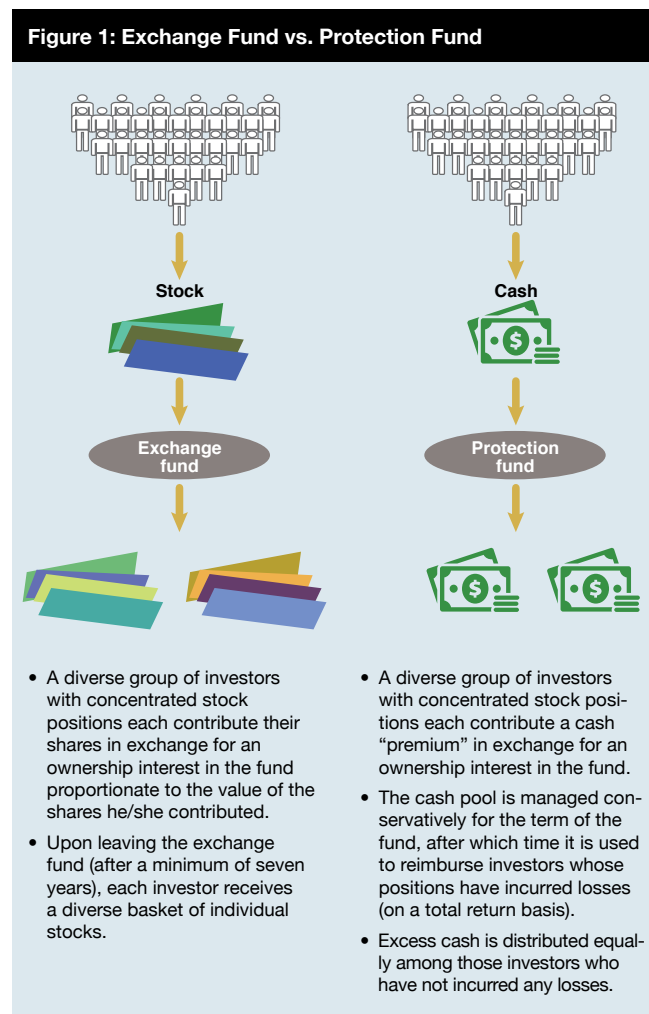 Figure 1: Exchange Fund vs. Protection Fund
Stock
Exchange
fund
• A diverse group of investors
with concentrated stock
positions each contribute their
shares in exchange for an
ownership interest in the fund
proportionate to the value of the
shares he/she contributed.
• Upon leaving the exchange
fund (after a minimum of seven
years), each investor receives
a diverse basket of individual
stocks.
Cash
$
Protection
fund
$
$
• A diverse group of investors
with concentrated stock posi-
tions each contribute a cash
“premium” in exchange for an
ownership interest in the fund.
• The cash pool is managed con-
servatively for the term of the
fund, after which time it is used
to reimburse investors whose
positions have incurred losses
(on a total return basis).
• Excess cash is distributed equal-
ly among those investors who
have not incurred any losses.